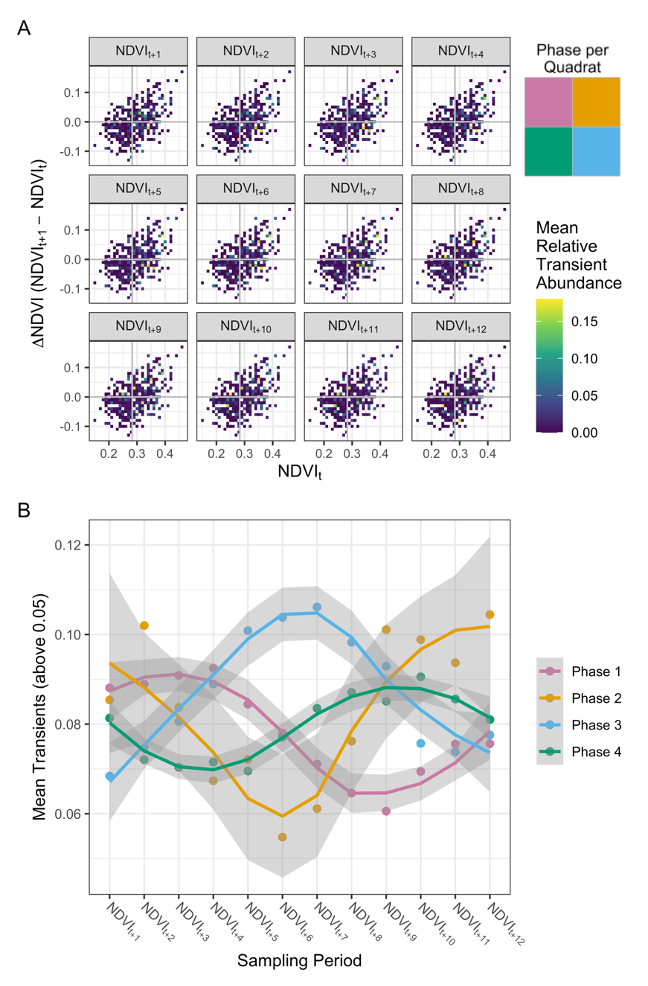 A
NDVIt+1 NDVIt+2 NDVIt+3 NDVIt+4
0.1
0.0
-0.1
NDVIt+5 NDVIt+6 NDVIt+7 NDVIt+8
0.1
0.0
-0.1
NDVIt+9 NDVIt+10 NDVIt+11 NDVIt+12
0.1
0.0
-0.1
0.2 0.3 0.4 0.2 0.3 0.4 0.2 0.3 0.4 0.2 0.3 0.4
NDVIt
ΔNDVI (NDVIt+1 − NDVIt)
Phase per
Quadrat
Mean
Relative
Transient
Abundance
0.15
0.10
0.05
0.00
B
0.12
0.10
0.08
0.06
Mean Transients (above 0.05)
NDVIt+1 NDVIt+2 NDVIt+3 NDVIt+4 NDVIt+5 NDVIt+6 NDVIt+7 NDVIt+8 NDVIt+9 NDVIt+10 NDVIt+11 NDVIt+12
Sampling Period
Phase 1
Phase 2
Phase 3
Phase 4